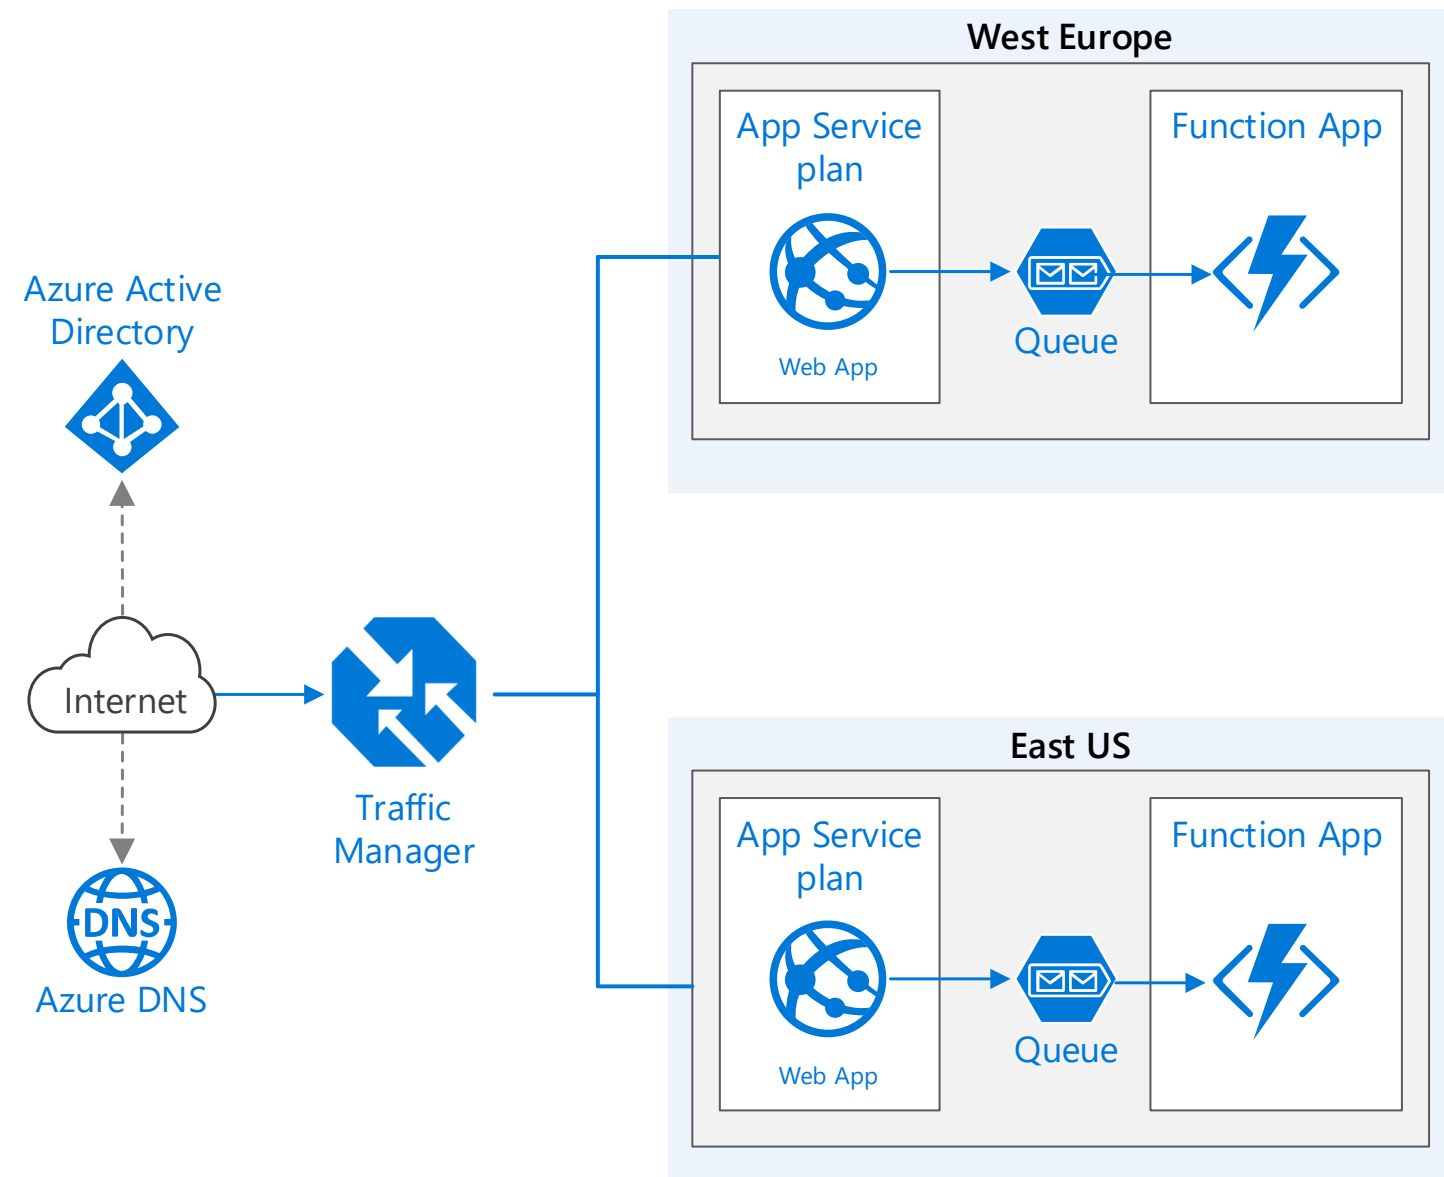 West Europe
App Service
plan
Web App
Queue
Function App
Azure Active
Directory
Internet
Traffic
Manager
DNS
Azure DNS
East US
App Service
plan
Web App
Queue
Function App